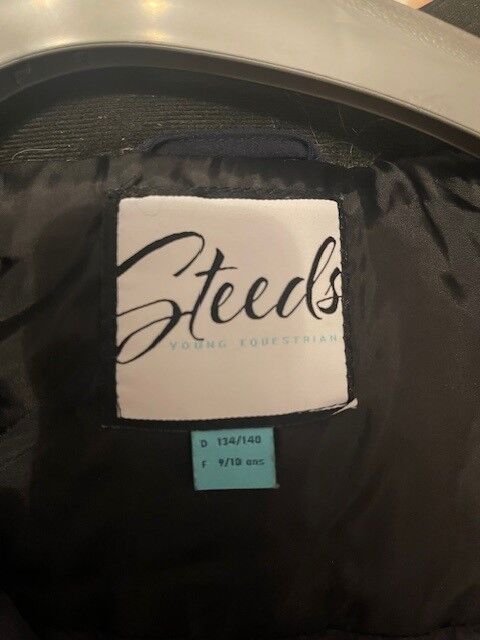 Steeds
YOUNG EQUESTRIAN
D 134/140
F 9/10 ans